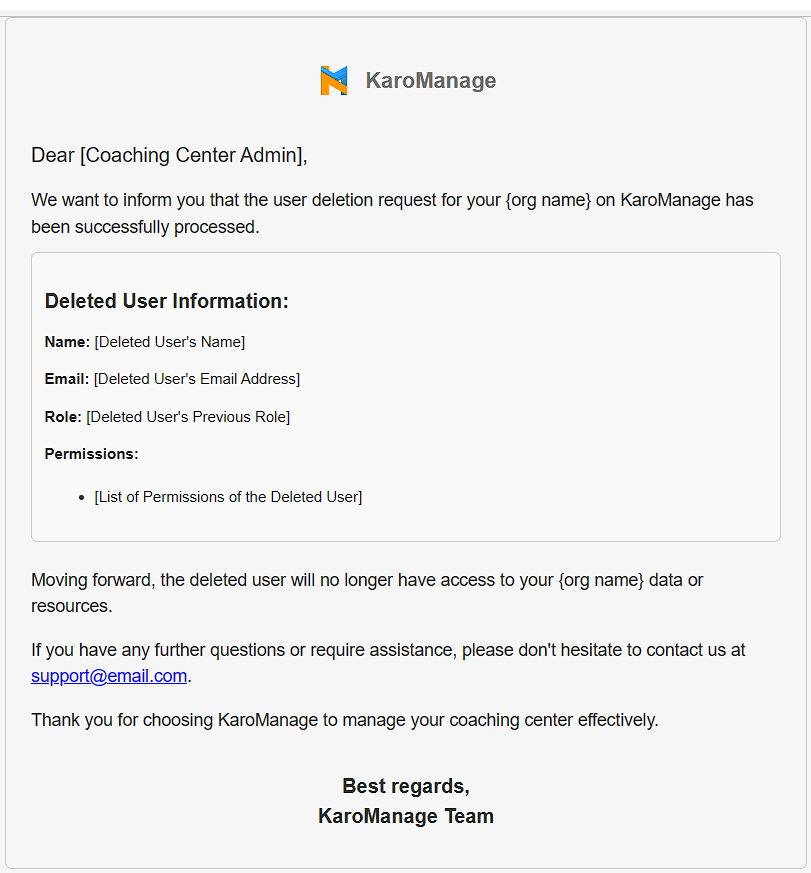 KaroManage
Dear [Coaching Center Admin],
We want to inform you that the user deletion request for your {org name} on KaroManage has
been successfully processed.
Deleted User Information:
Name: [Deleted User's Name]
Email: [Deleted User's Email Address]
Role: [Deleted User's Previous Role]
Permissions:
• [List of Permissions of the Deleted User]
Moving forward, the deleted user will no longer have access to your {org name} data or
resources.
If you have any further questions or require assistance, please don't hesitate to contact us at
support@email.com.
Thank you for choosing KaroManage to manage your coaching center effectively.
Best regards,
KaroManage Team